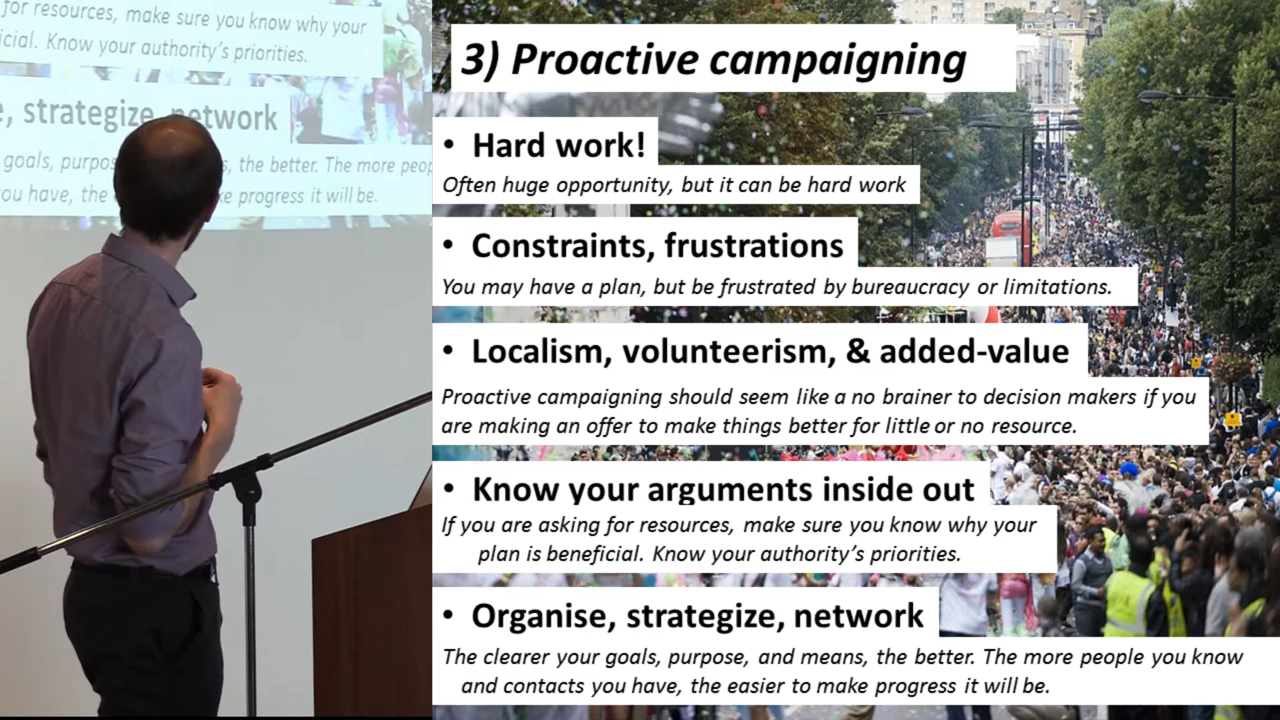 for resources, make sure you know why your
icial. Know your authority's priorities.
e, strategize, network
goals, purpos s, the better. The more peop
ou have, the ke progress it will be.
3) Proactive campaigning
• Hard work!
Often huge opportunity, but it can be hard work
• Constraints, frustrations
You may have a plan, but be frustrated by bureaucracy or limitations.
• Localism, volunteerism, & added-value
Proactive campaigning should seem like a no brainer to decision makers if you
are making an offer to make things better for little or no resource.
• Know your arguments inside out
If you are asking for resources, make sure you know why your
plan is beneficial. Know your authority's priorities.
• Organise, strategize, network
The clearer your goals, purpose, and means, the better. The more people you know
and contacts you have, the easier to make progress it will be.